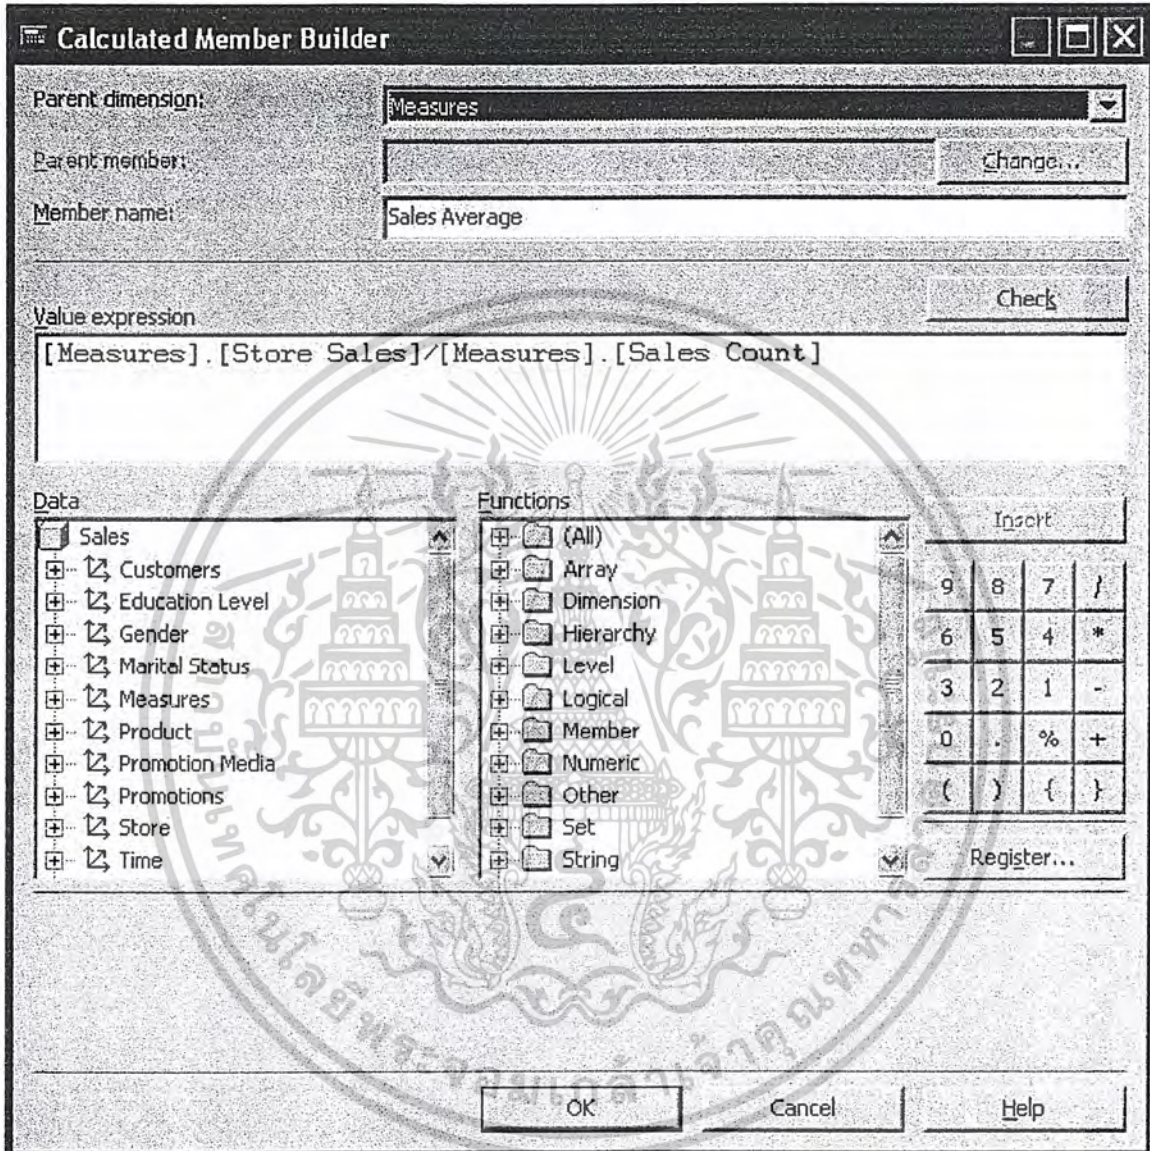 Calculated Member Builder
Parent dimension:
Measures
Parent member:
Change...
Member name:
Sales Average
Check
Value expression
[Measures].[Store Sales]/[Measures].[Sales Count]
Data
Sales
Customers
Education Level
Gender
Marital Status
Measures
Product
Promotion Media
Promotions
Store
Time
Functions
(All)
Array
Dimension
Hierarchy
Level
Logical
Member
Numeric
Other
Set
String
Insert
9 8 7 /
6 5 4 *
3 2 1 -
0 . % +
( ) { }
Register...
OK
Cancel
Help